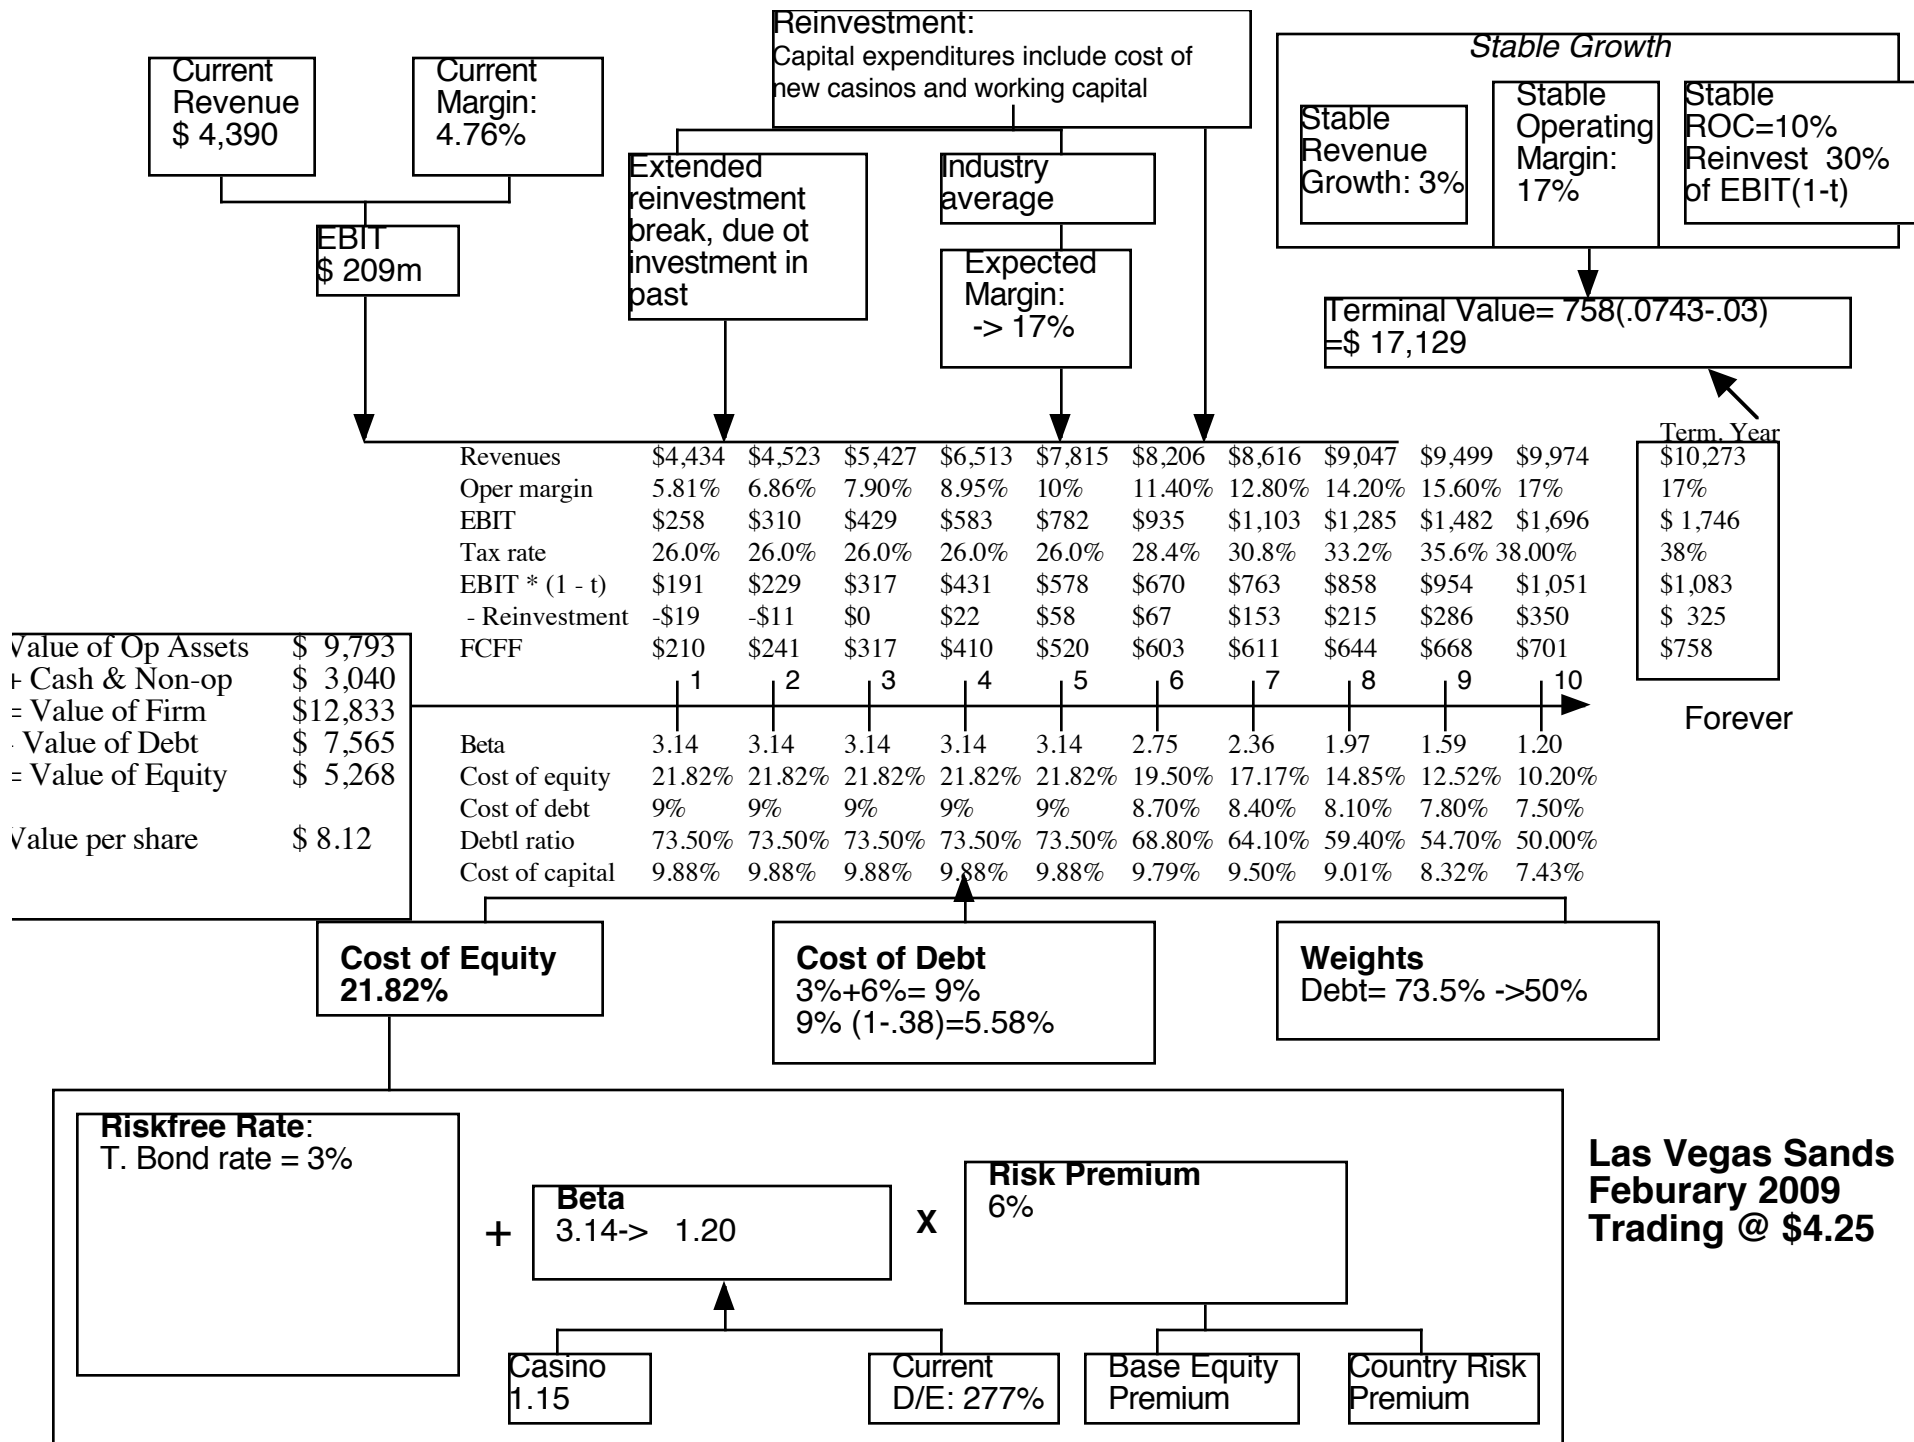 Reinvestment:
Capital expenditures include cost of
new casinos and working capital
Stable Growth
Current
Revenue
$ 4,390
Current
Margin:
4.76%
Stable
Revenue
Growth: 3%
Stable
Operating
Margin:
17%
Stable
ROC=10%
Reinvest 30%
of EBIT(1-t)
Extended
reinvestment
break, due ot
investment in
past
Industry
average
EBIT
$ 209m
Expected
Margin:
-> 17%
Terminal Value= 758(.0743-.03)
=$ 17,129
Term. Year
Revenues $4,434 $4,523 $5,427 $6,513 $7,815 $8,206 $8,616 $9,047 $9,499 $9,974 $10,273
Oper margin 5.81% 6.86% 7.90% 8.95% 10% 11.40% 12.80% 14.20% 15.60% 17% 17%
EBIT $258 $310 $429 $583 $782 $935 $1,103 $1,285 $1,482 $1,696 $ 1,746
Tax rate 26.0% 26.0% 26.0% 26.0% 26.0% 28.4% 30.8% 33.2% 35.6% 38.00% 38%
EBIT * (1 - t) $191 $229 $317 $431 $578 $670 $763 $858 $954 $1,051 $1,083
- Reinvestment -$19 -$11 $0 $22 $58 $67 $153 $215 $286 $350 $ 325
FCFF $210 $241 $317 $410 $520 $603 $611 $644 $668 $701 $758
1 2 3 4 5 6 7 8 9 10
Forever
Value of Op Assets $ 9,793
+ Cash & Non-op $ 3,040
= Value of Firm $12,833
- Value of Debt $ 7,565
= Value of Equity $ 5,268
Value per share $ 8.12
Beta 3.14 3.14 3.14 3.14 3.14 2.75 2.36 1.97 1.59 1.20
Cost of equity 21.82% 21.82% 21.82% 21.82% 21.82% 19.50% 17.17% 14.85% 12.52% 10.20%
Cost of debt 9% 9% 9% 9% 9% 8.70% 8.40% 8.10% 7.80% 7.50%
Debtl ratio 73.50% 73.50% 73.50% 73.50% 73.50% 68.80% 64.10% 59.40% 54.70% 50.00%
Cost of capital 9.88% 9.88% 9.88% 9.88% 9.88% 9.79% 9.50% 9.01% 8.32% 7.43%
Cost of Equity
21.82%
Cost of Debt
3%+6%= 9%
9% (1-.38)=5.58%
Weights
Debt= 73.5% ->50%
Riskfree Rate:
T. Bond rate = 3%
+
Beta
3.14-> 1.20
X
Risk Premium
6%
Las Vegas Sands
Feburary 2009
Trading @ $4.25
Casino
1.15
Current
D/E: 277%
Base Equity
Premium
Country Risk
Premium